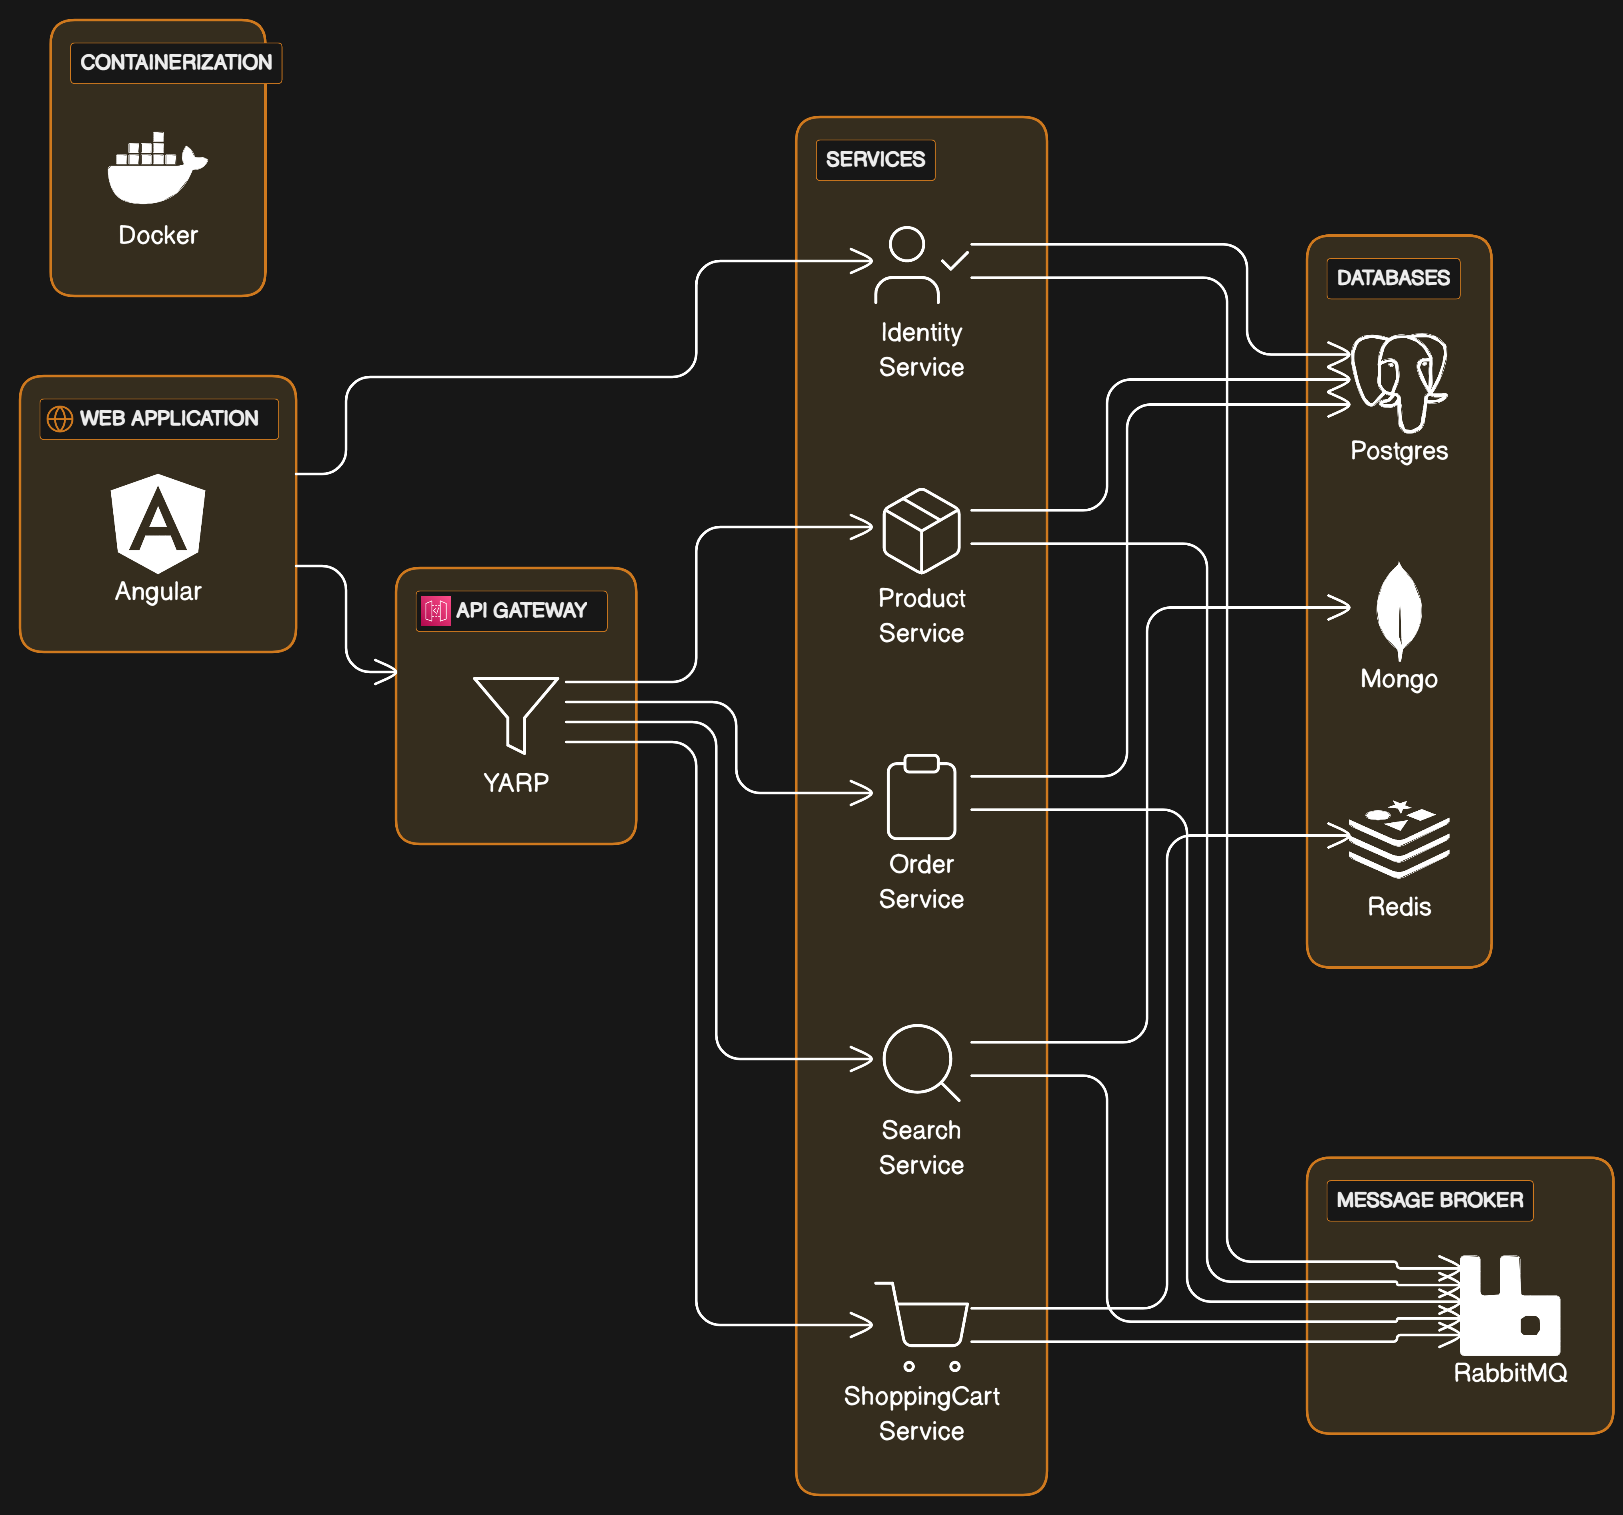 CONTAINERIZATION
Docker
WEB APPLICATION
Angular
API GATEWAY
YARP
SERVICES
Identity
Service
Product
Service
Order
Service
Search
Service
ShoppingCart
Service
DATABASES
Postgres
Mongo
Redis
MESSAGE BROKER
RabbitMQ